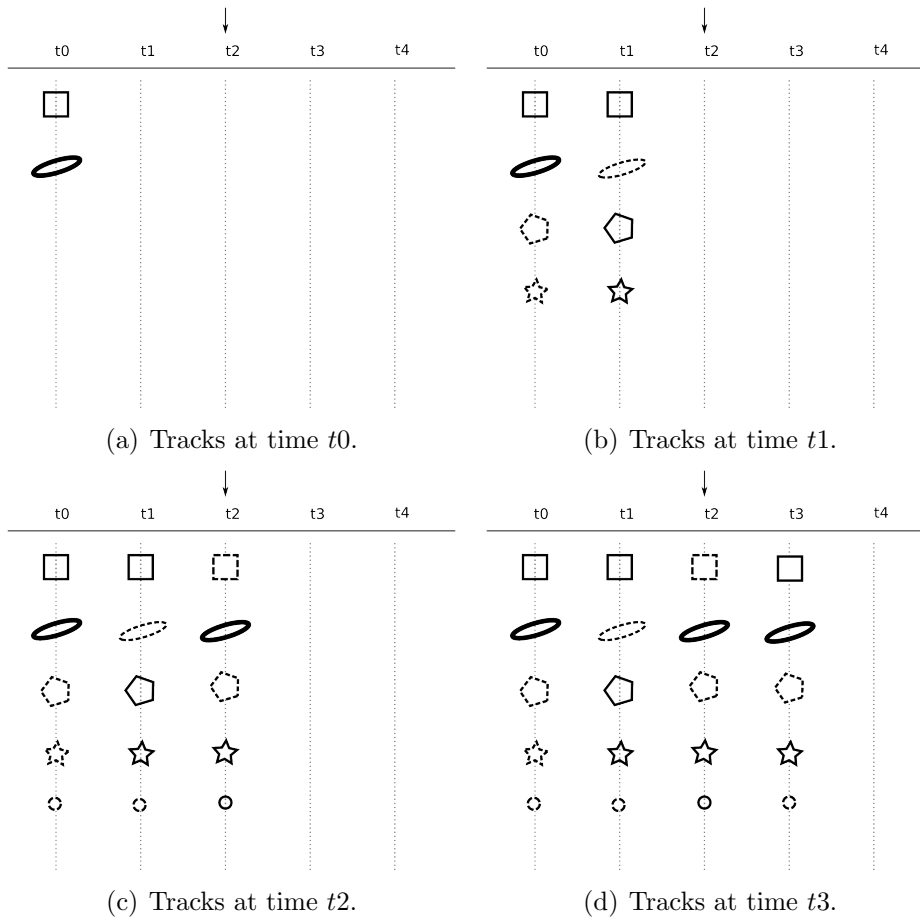 t0 t1 t2 t3 t4
(a) Tracks at time t0.
t0 t1 t2 t3 t4
(b) Tracks at time t1.
t0 t1 t2 t3 t4
(c) Tracks at time t2.
t0 t1 t2 t3 t4
(d) Tracks at time t3.